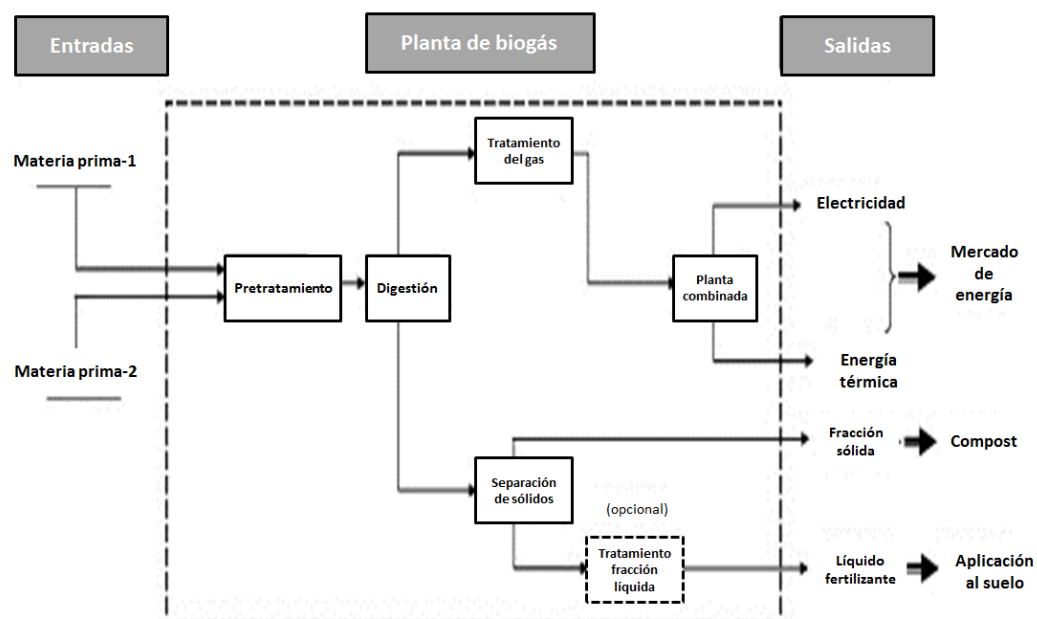 Entradas
Planta de biogás
Salidas
Tratamiento
del gas
Materia prima-1
Electricidad
Mercado
de
energía
Pretratamiento
Digestión
Planta
combinada
Materia prima-2
Energía
térmica
Fracción
sólida
Compost
Separación
de sólidos
(opcional)
Tratamiento
fracción
líquida
Líquido
fertilizante
Aplicación
al suelo